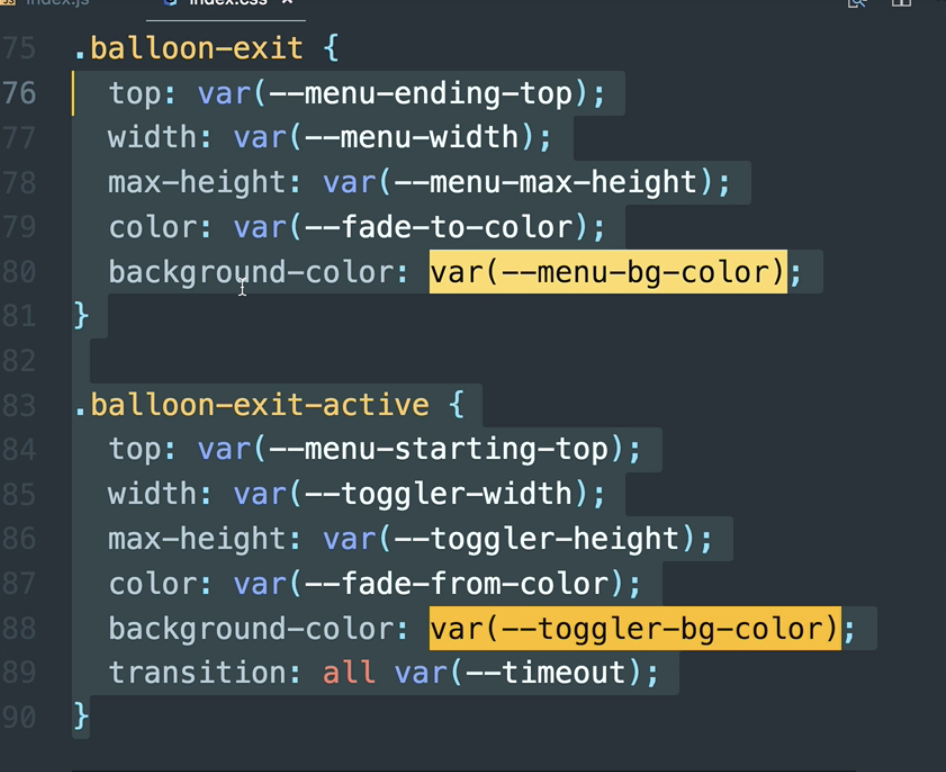 index.js index.css
75 .balloon-exit {
76 top: var(--menu-ending-top);
77 width: var(--menu-width);
78 max-height: var(--menu-max-height);
79 color: var(--fade-to-color);
80 background-color: var(--menu-bg-color);
81 }
82
83 .balloon-exit-active {
84 top: var(--menu-starting-top);
85 width: var(--toggler-width);
86 max-height: var(--toggler-height);
87 color: var(--fade-from-color);
88 background-color: var(--toggler-bg-color);
89 transition: all var(--timeout);
90 }